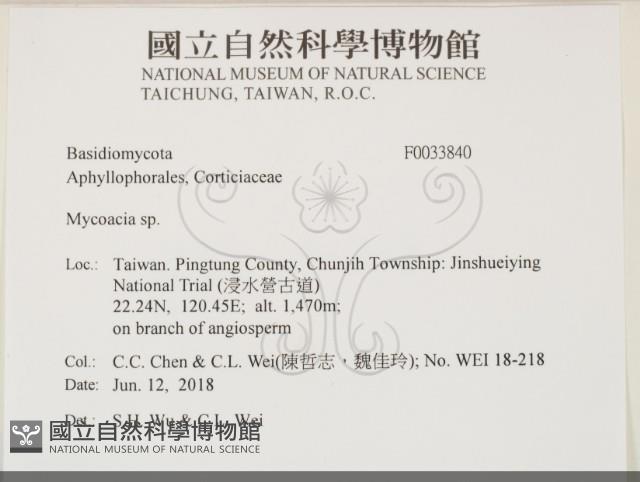 國立自然科學博物館
NATIONAL MUSEUM OF NATURAL SCIENCE
TAICHUNG, TAIWAN, R.O.C.
Basidiomycota F0033840
Aphyllophorales, Corticiaceae
Mycoacia sp.
Loc.: Taiwan. Pingtung County, Chunjih Township: Jinshueiying
National Trial (浸水營古道)
22.24N, 120.45E; alt. 1,470m;
on branch of angiosperm
Col.: C.C. Chen & C.L. Wei(陳哲志，魏佳玲); No. WEI 18-218
Date: Jun. 12, 2018
Det.: S.H. Wu & C.L. Wei
國立自然科學博物館
NATIONAL MUSEUM OF NATURAL SCIENCE